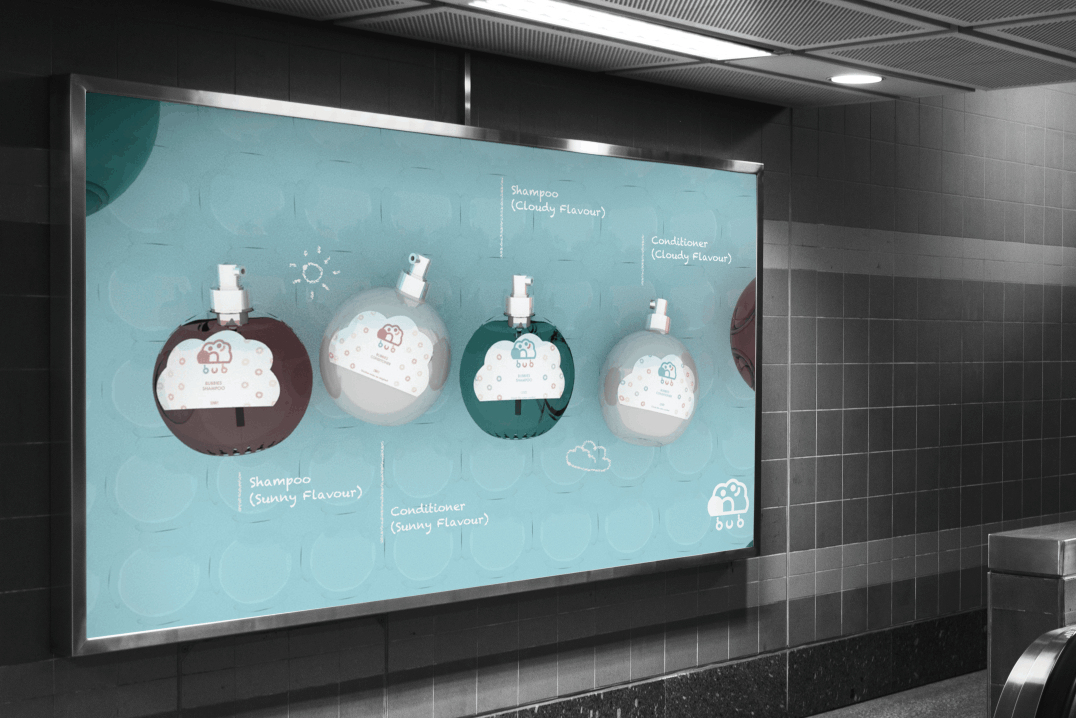 Shampoo
(Cloudy Flavour)
Conditioner
(Cloudy Flavour)
bub
bub
bub
bub
Shampoo
(Sunny Flavour)
Conditioner
(Sunny Flavour)
bub